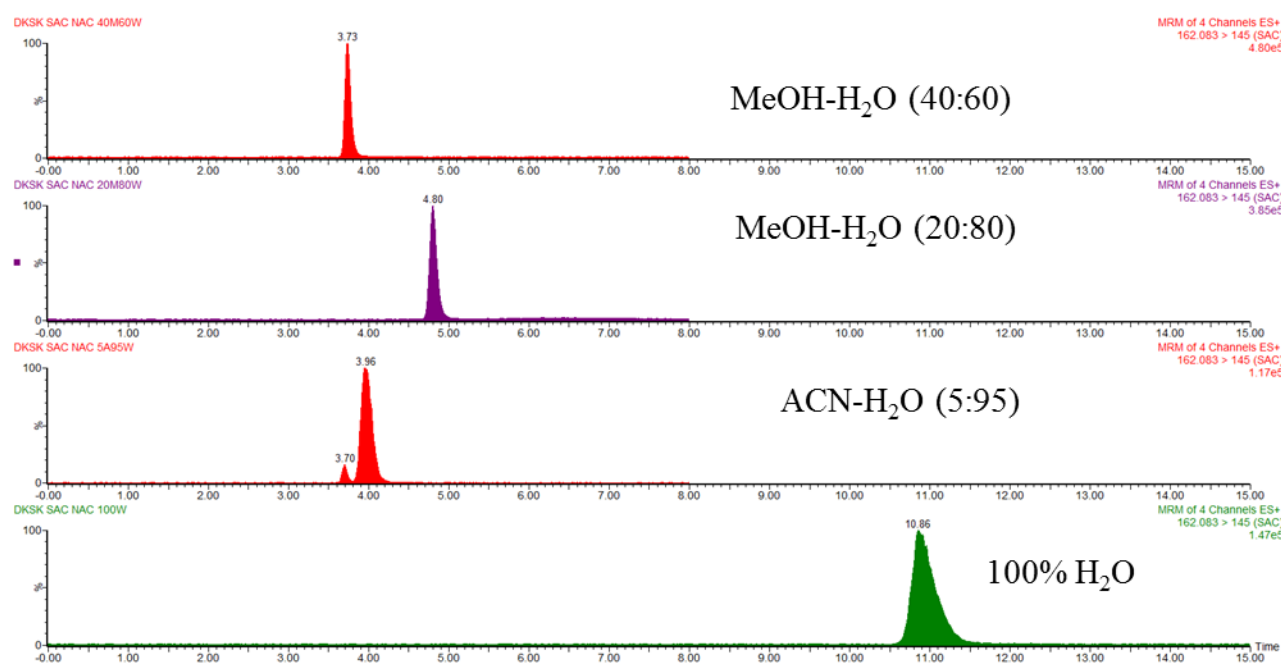 DKSK SAC NAC 40M60W
MRM of 4 Channels ES+
162.083 > 145 (SAC)
4.80e5
100
3.73
%
MeOH-H₂O (40:60)
0
-0.00 1.00 2.00 3.00 4.00 5.00 6.00 7.00 8.00 9.00 10.00 11.00 12.00 13.00 14.00 15.00
DKSK SAC NAC 20M80W
MRM of 4 Channels ES+
162.083 > 145 (SAC)
3.85e5
100
4.80
%
MeOH-H₂O (20:80)
0
-0.00 1.00 2.00 3.00 4.00 5.00 6.00 7.00 8.00 9.00 10.00 11.00 12.00 13.00 14.00 15.00
DKSK SAC NAC 5A95W
MRM of 4 Channels ES+
162.083 > 145 (SAC)
1.17e5
100
3.96
%
3.70
ACN-H₂O (5:95)
0
-0.00 1.00 2.00 3.00 4.00 5.00 6.00 7.00 8.00 9.00 10.00 11.00 12.00 13.00 14.00 15.00
DKSK SAC NAC 100W
MRM of 4 Channels ES+
162.083 > 145 (SAC)
1.47e5
100
10.86
%
100% H₂O
0
Time
-0.00 1.00 2.00 3.00 4.00 5.00 6.00 7.00 8.00 9.00 10.00 11.00 12.00 13.00 14.00 15.00